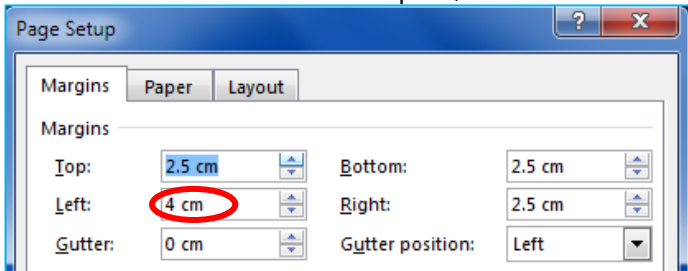 Page Setup ? X
Margins Paper Layout
Margins
Top: 2.5 cm Bottom: 2.5 cm
Left: 4 cm Right: 2.5 cm
Gutter: 0 cm Gutter position: Left